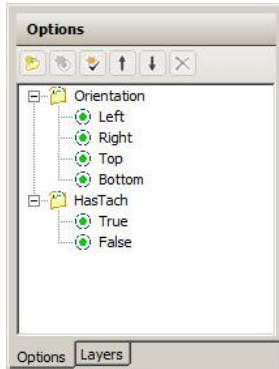 Options
Orientation
Left
Right
Top
Bottom
HasTach
True
False
Options Layers